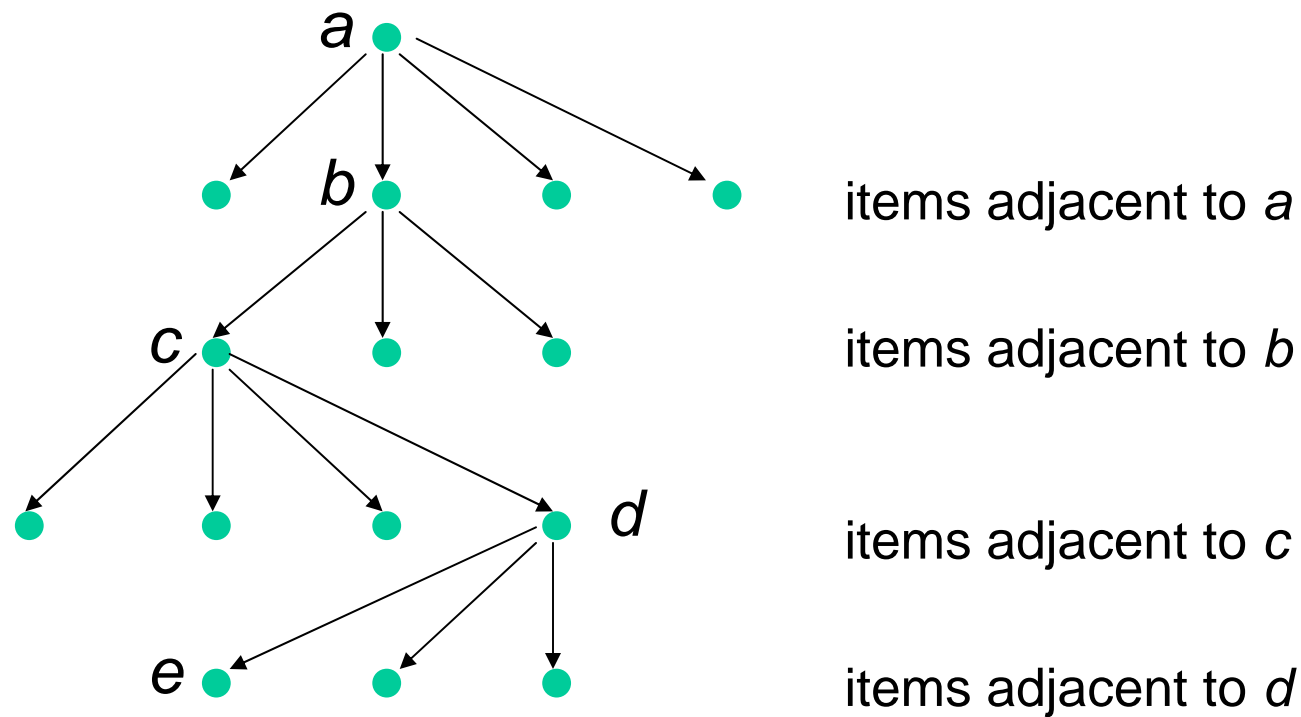 a
b
items adjacent to a
c
items adjacent to b
d
items adjacent to c
e
items adjacent to d